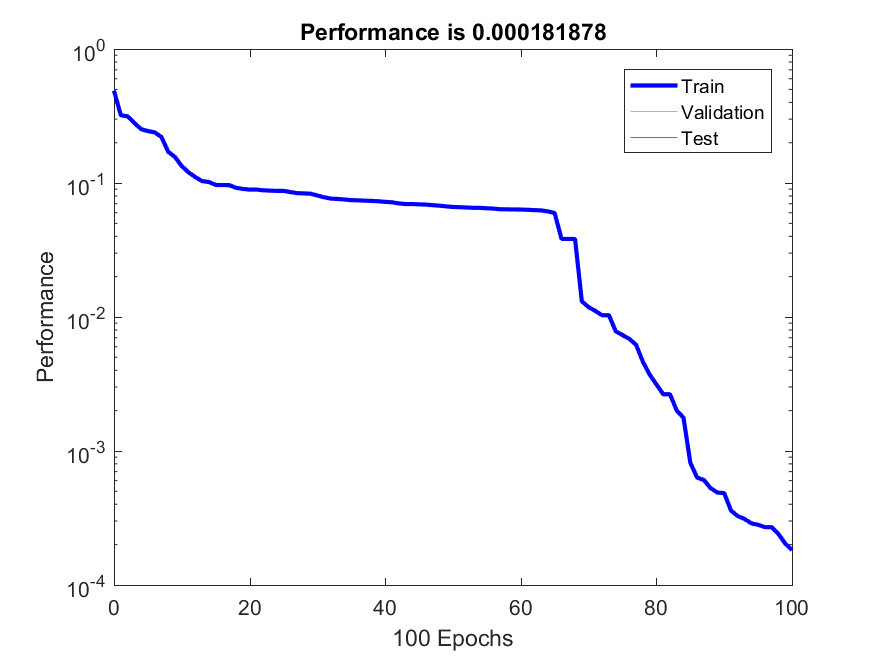 Performance is 0.000181878
10^0
10^-1
10^-2
10^-3
10^-4
Performance
Train
Validation
Test
0 20 40 60 80 100
100 Epochs